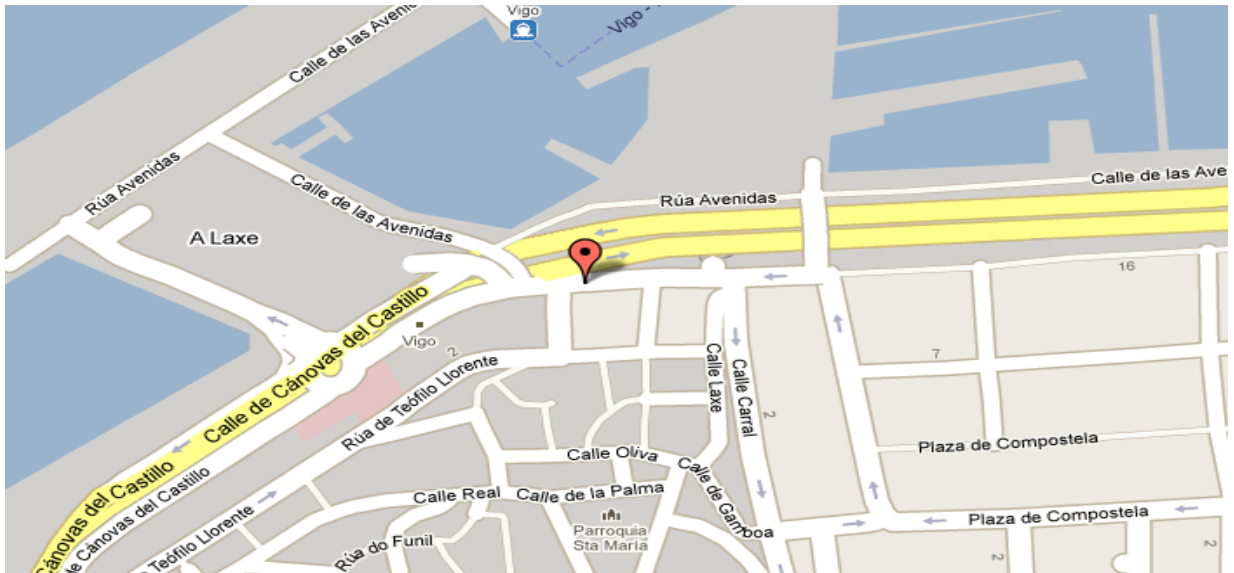 Vigo
Vigo -
Calle de las Avenidas
Rúa Avenidas
Calle de las Avenidas
Rúa Avenidas
Calle de las Ave
A Laxe
16
Vigo
2
7
Calle de Cánovas del Castillo
Rúa de Teófilo Llorente
Calle Laxe
Calle Carral
2
Plaza de Compostela
Calle Oliva
Calle de Gamboa
Calle Real
Calle de la Palma
Parroquia
Sta María
Plaza de Compostela
Rúa do Funil
Cánovas del Castillo
de Cánovas del Castillo
Teófilo Llorente
2
2